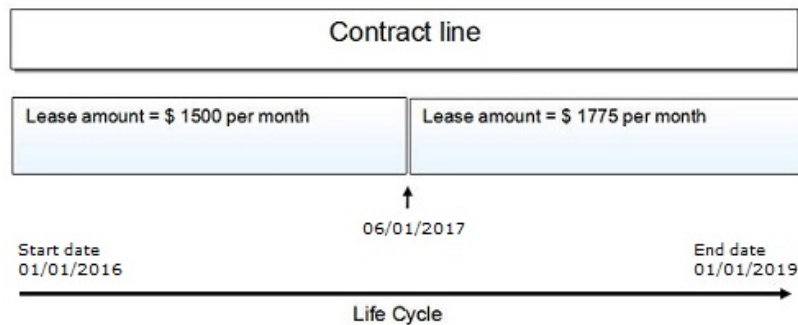 Contract line
Lease amount = $ 1500 per month
Lease amount = $ 1775 per month
06/01/2017
Start date
01/01/2016
End date
01/01/2019
Life Cycle